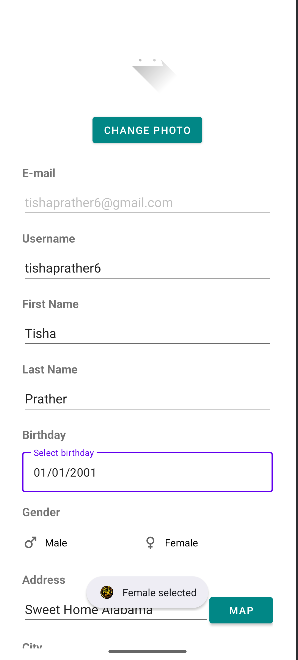 CHANGE PHOTO
E-mail
tishaprather6@gmail.com
Username
tishaprather6
First Name
Tisha
Last Name
Prather
Birthday
Select birthday
01/01/2001
Gender
Male Female
Address
Female selected
Sweet Home Alabama MAP
City